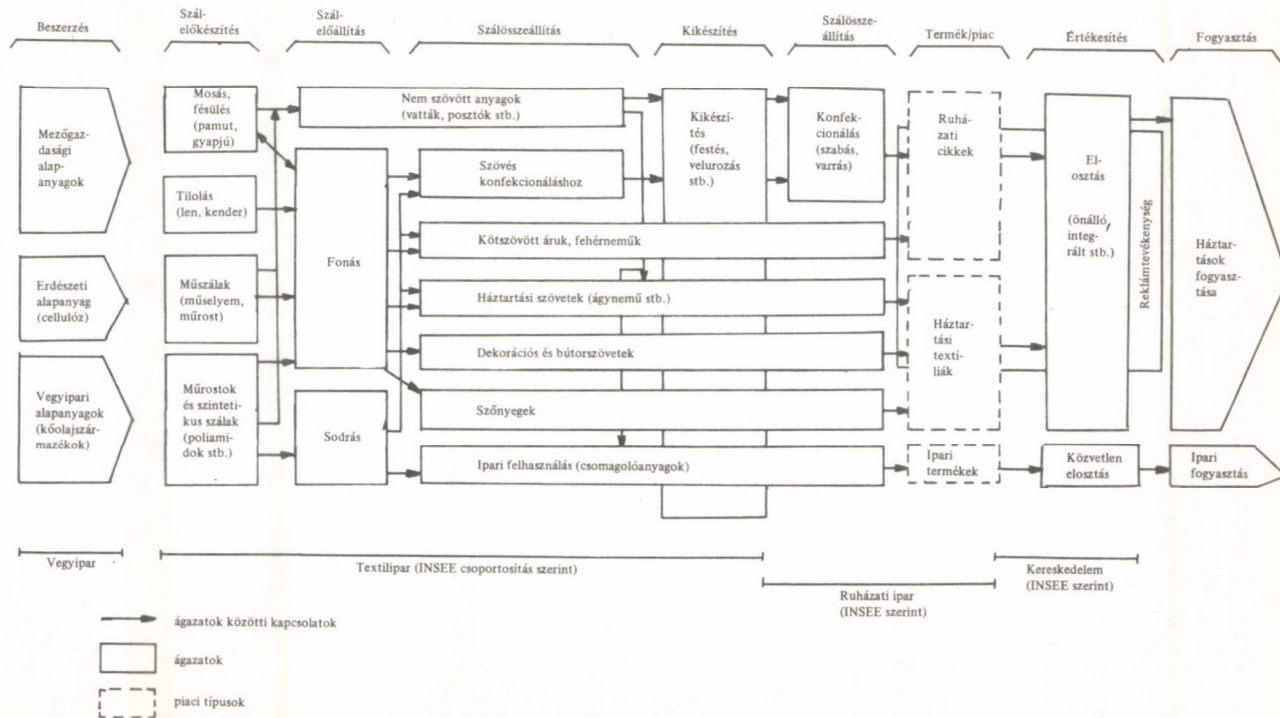 Beszerzés
Szál-
előkészítés
Szál-
előállítás
Szálösszeállítás
Kikészítés
Szálössze-
állítás
Termék/piac
Értékesítés
Fogyasztás
Mezőgaz-
dasági
alap-
anyagok
Erdészeti
alapanyag
(cellulóz)
Vegyipari
alapanyagok
(kőolajszár-
mazékok)
Mosás,
fésülés
(pamut,
gyapjú)
Tilolás
(len, kender)
Műszálak
(műselyem,
műrost)
Műrostok
és szinteti-
kus szálak
(poliami-
dok stb.)
Fonás
Sodrás
Nem szövött anyagok
(vatták, posztók stb.)
Szövés
konfekcionáláshoz
Kötszövött áruk, fehérneműk
Háztartási szövetek (ágynemű stb.)
Dekorációs és bútorszövetek
Szőnyegek
Ipari felhasználás (csomagolóanyagok)
Kikészí-
tés
(festés,
velurozás
stb.)
Konfek-
cionálás
(szabás,
varrás)
Ruhá-
zati
cikkek
Háztar-
tási
texti-
liák
Ipari
termékek
El-
osztás
(önálló,
integ-
rált stb.)
Reklámtevékenység
Közvetlen
elosztás
Háztar-
tások
fogyasz-
tása
Ipari
fogyasztás
Vegyipar
Textilipar (INSEE csoportosítás szerint)
Ruházati ipar
(INSEE szerint)
Kereskedelem
(INSEE szerint)
ágazatok közötti kapcsolatok
ágazatok
piaci típusok